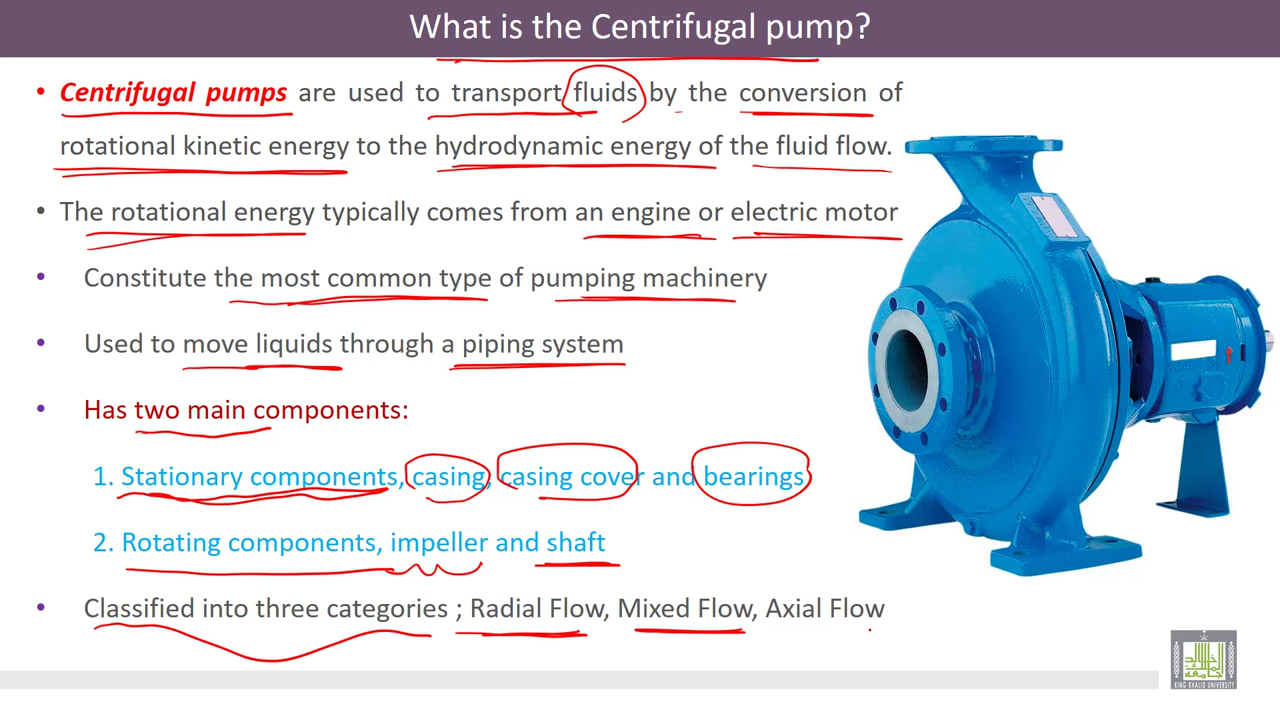 What is the Centrifugal pump?
• Centrifugal pumps are used to transport fluids by the conversion of
rotational kinetic energy to the hydrodynamic energy of the fluid flow.
• The rotational energy typically comes from an engine or electric motor
• Constitute the most common type of pumping machinery
• Used to move liquids through a piping system
• Has two main components:
1. Stationary components, casing, casing cover and bearings
2. Rotating components, impeller and shaft
• Classified into three categories ; Radial Flow, Mixed Flow, Axial Flow
KING KHALID UNIVERSITY